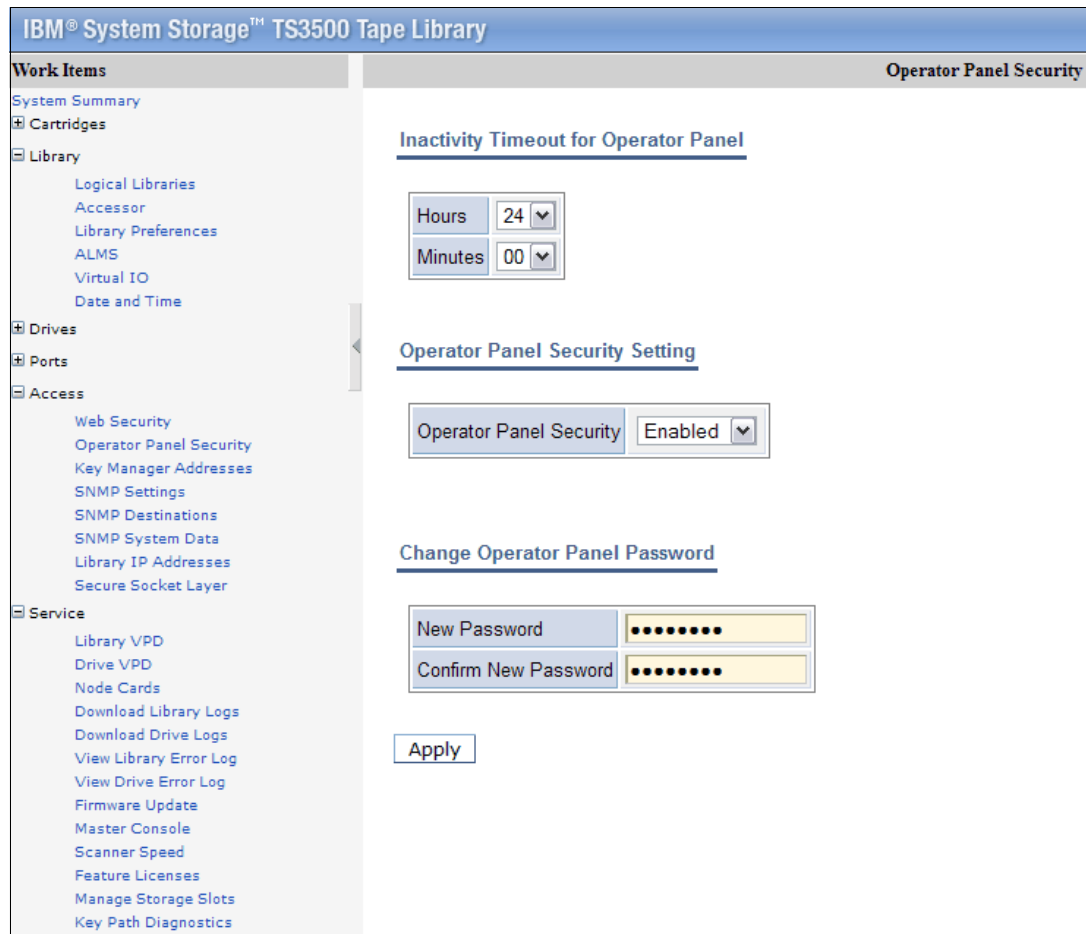 IBM® System Storage™ TS3500 Tape Library
Work Items
Operator Panel Security
System Summary
Cartridges
Library
Logical Libraries
Accessor
Library Preferences
ALMS
Virtual IO
Date and Time
Drives
Ports
Access
Web Security
Operator Panel Security
Key Manager Addresses
SNMP Settings
SNMP Destinations
SNMP System Data
Library IP Addresses
Secure Socket Layer
Service
Library VPD
Drive VPD
Node Cards
Download Library Logs
Download Drive Logs
View Library Error Log
View Drive Error Log
Firmware Update
Master Console
Scanner Speed
Feature Licenses
Manage Storage Slots
Key Path Diagnostics
Inactivity Timeout for Operator Panel
Hours 24
Minutes 00
Operator Panel Security Setting
Operator Panel Security Enabled
Change Operator Panel Password
New Password ••••••••
Confirm New Password ••••••••
Apply